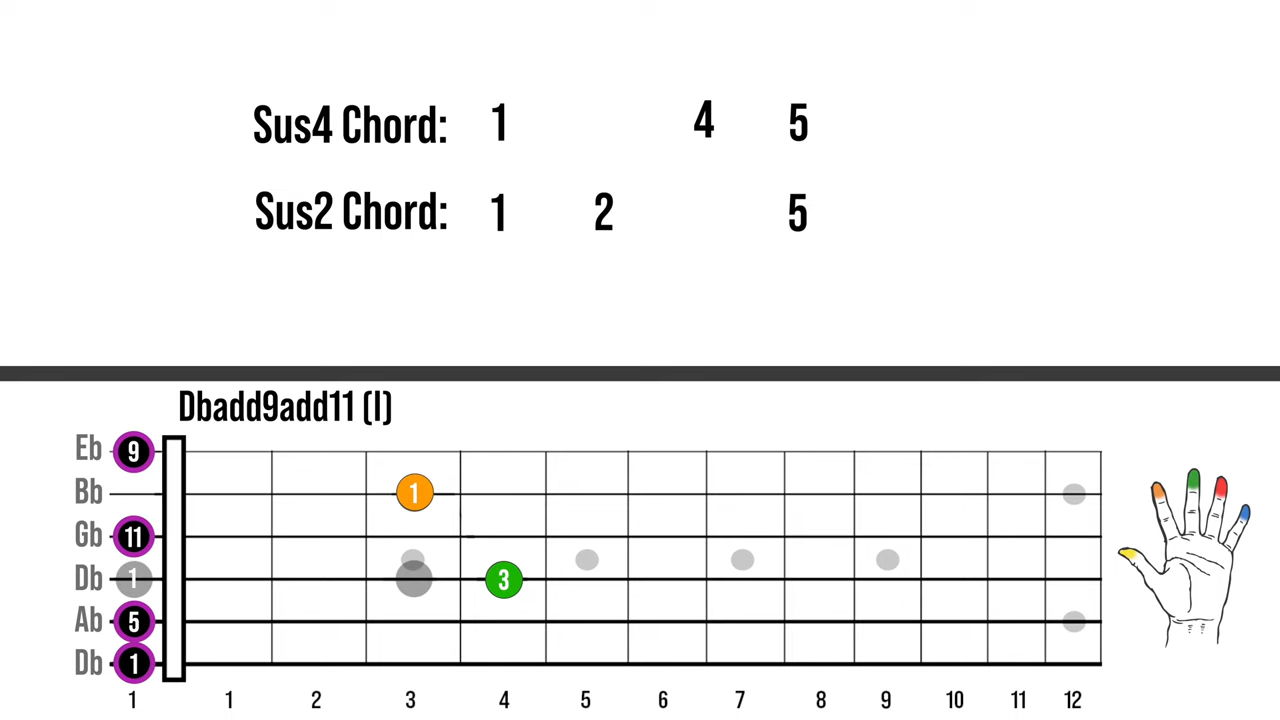 Sus4 Chord: 1 4 5
Sus2 Chord: 1 2 5
Dbadd9add11 (I)
Eb 9
Bb 1
Gb 11
Db 1 3
Ab 5
Db 1
1 1 2 3 4 5 6 7 8 9 10 11 12